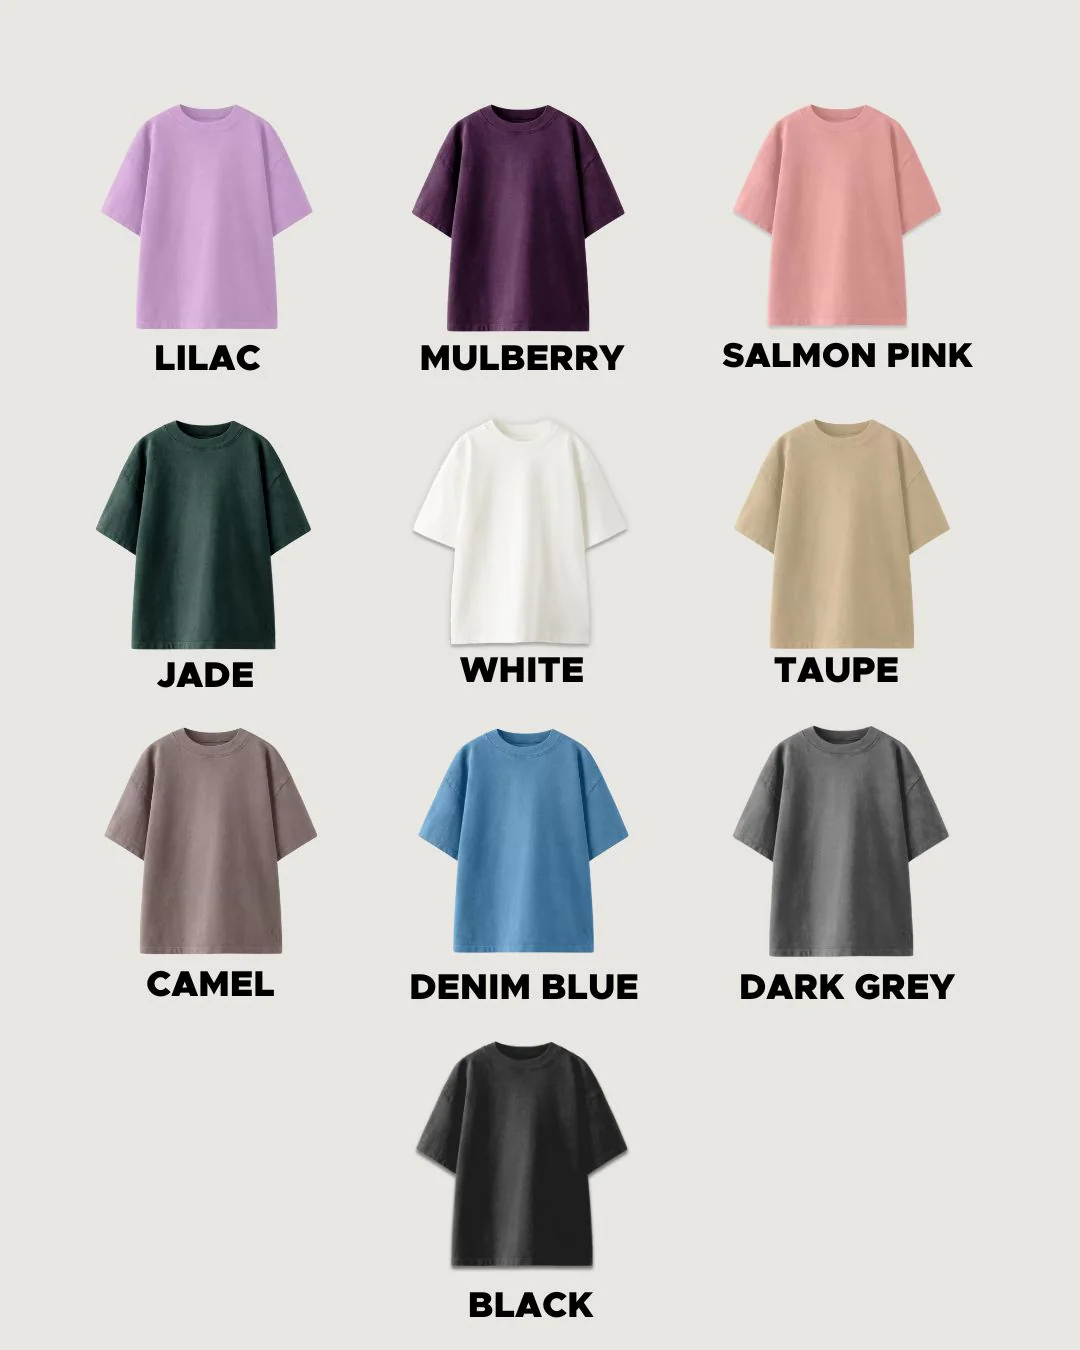 LILAC
MULBERRY
SALMON PINK
JADE
WHITE
TAUPE
CAMEL
DENIM BLUE
DARK GREY
BLACK